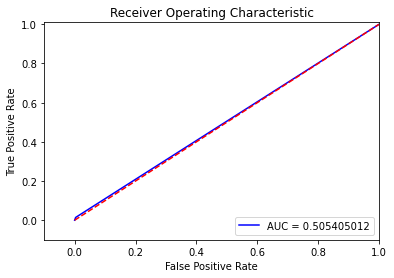 Receiver Operating Characteristic
True Positive Rate
1.0
0.8
0.6
0.4
0.2
0.0
AUC = 0.505405012
0.0 0.2 0.4 0.6 0.8 1.0
False Positive Rate